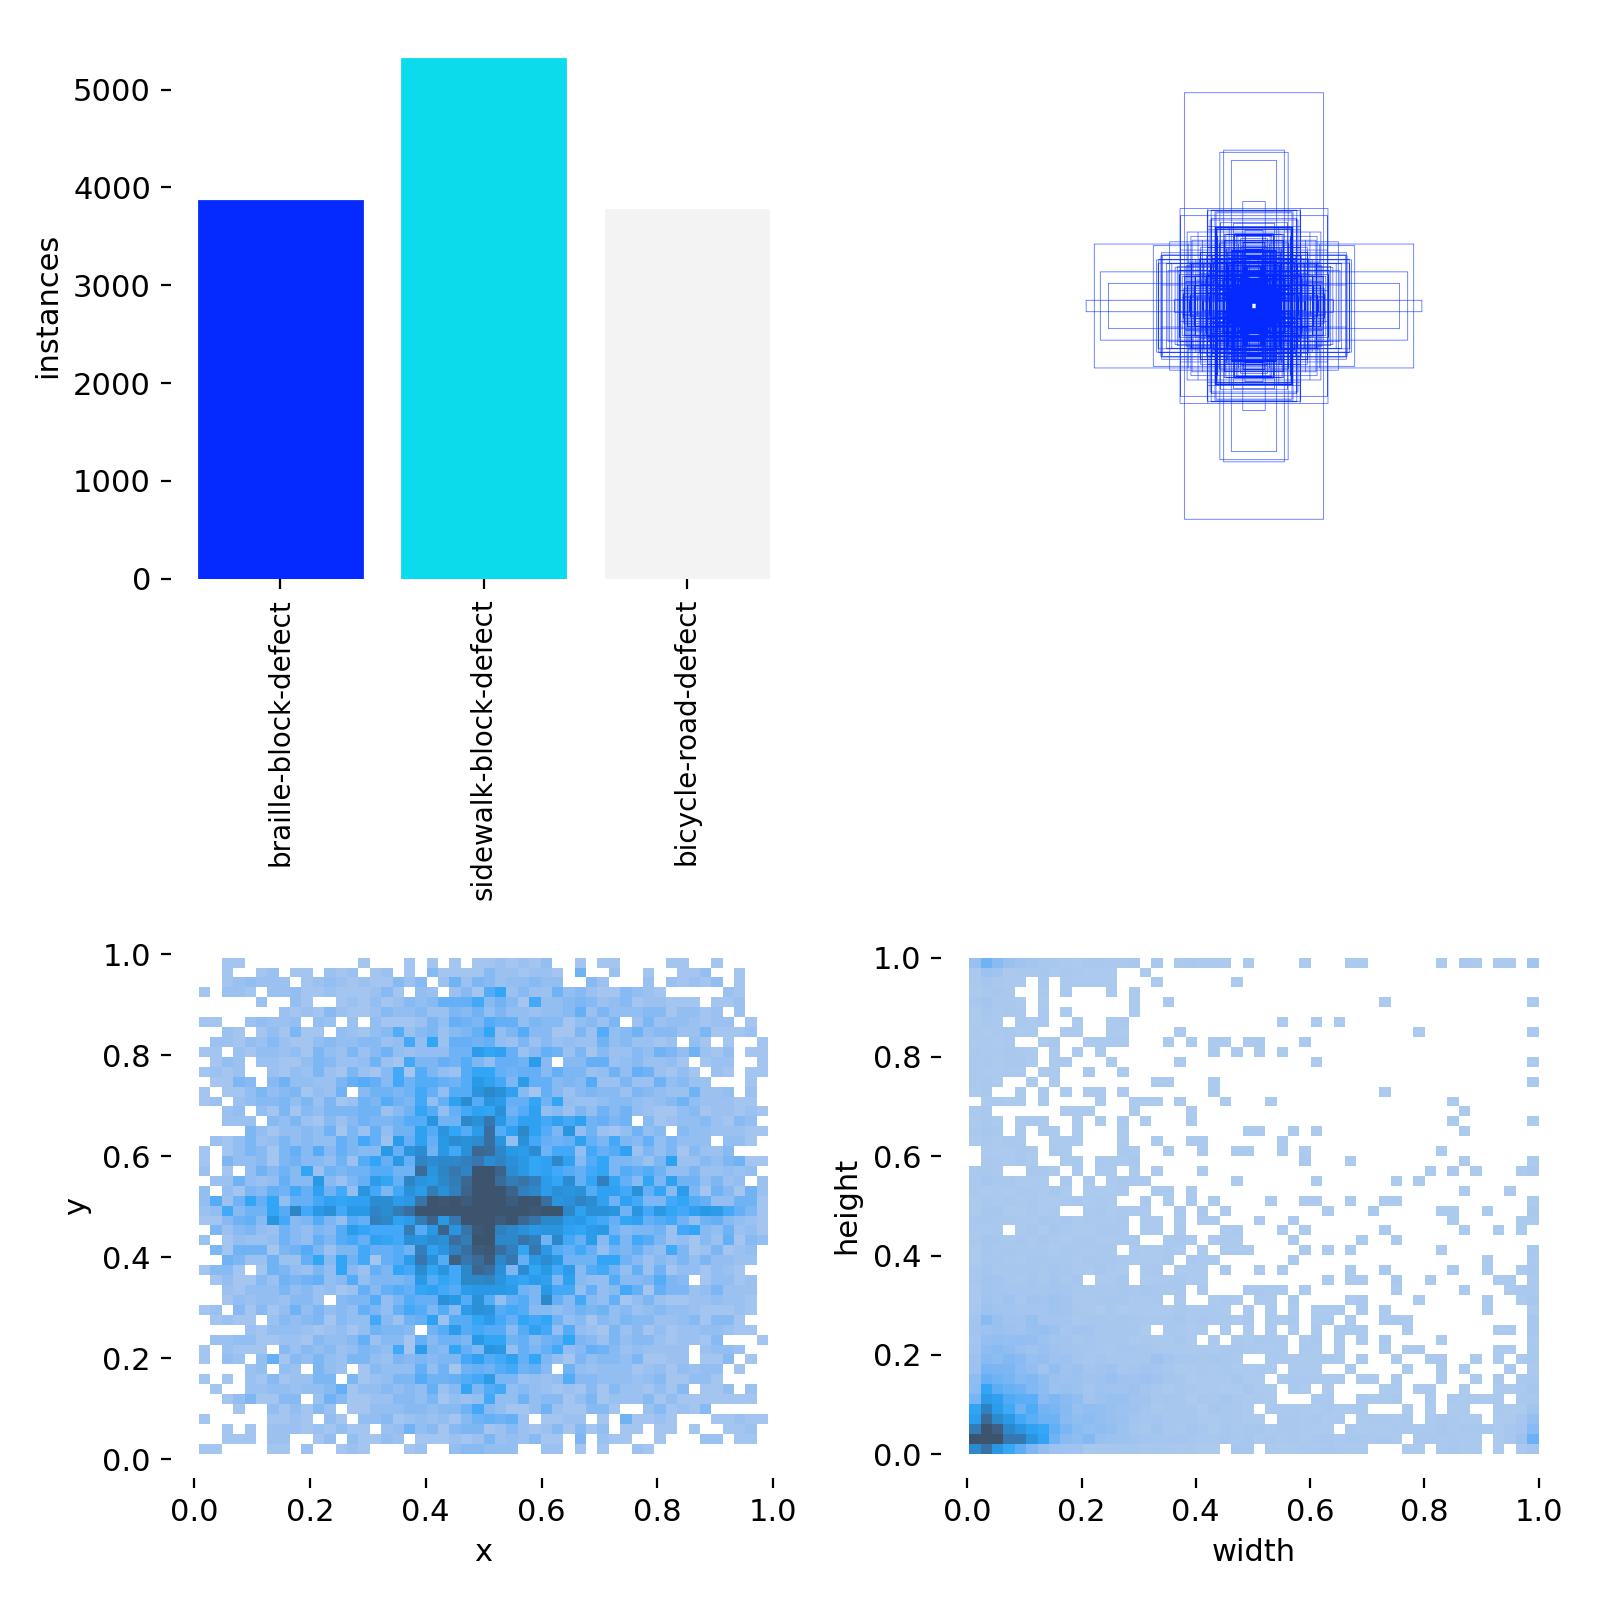 instances
5000
4000
3000
2000
1000
0
braille-block-defect
sidewalk-block-defect
bicycle-road-defect
y
1.0
0.8
0.6
0.4
0.2
0.0
0.0 0.2 0.4 0.6 0.8 1.0
x
height
1.0
0.8
0.6
0.4
0.2
0.0
0.0 0.2 0.4 0.6 0.8 1.0
width